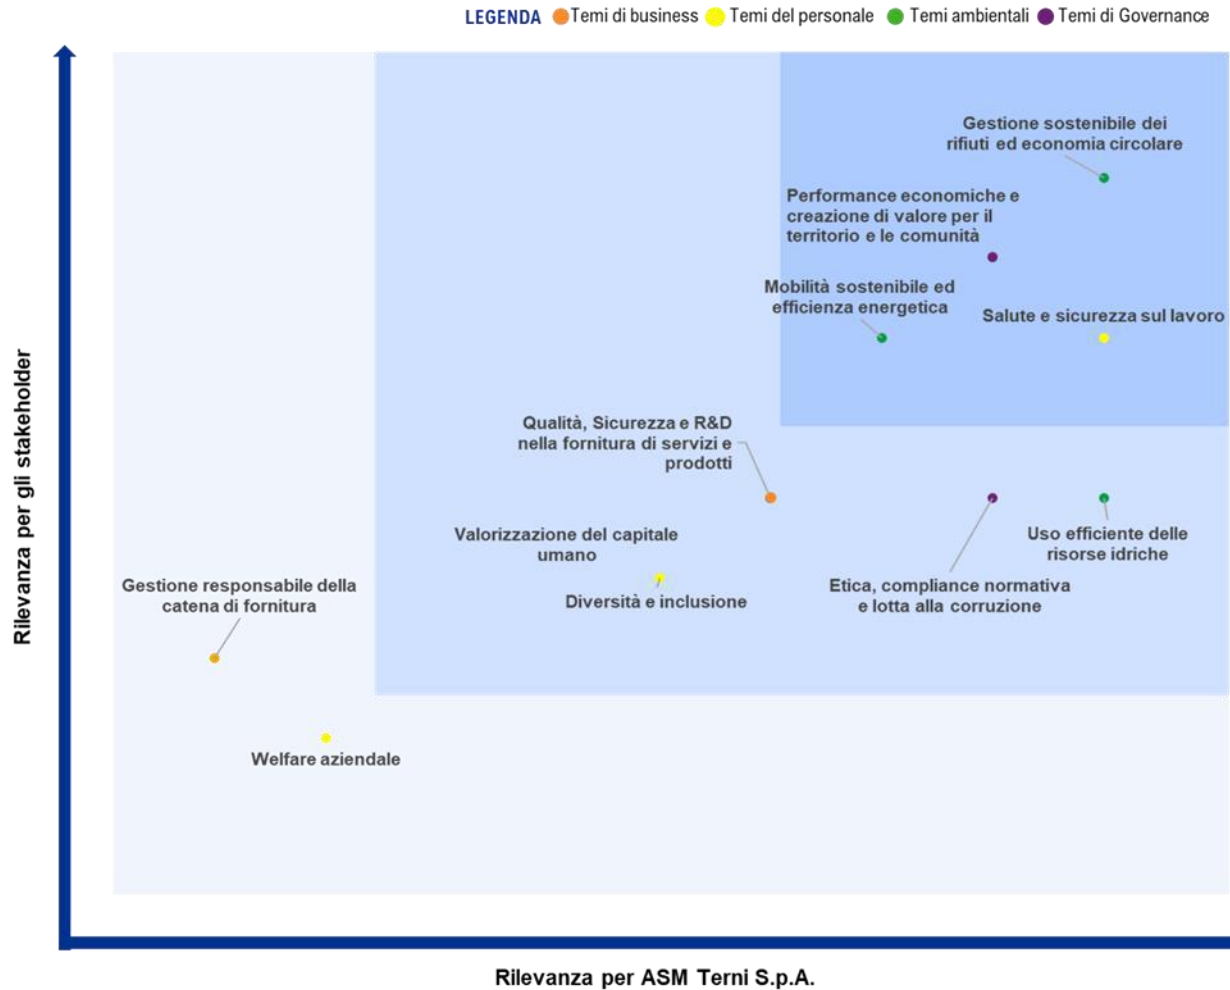 LEGENDA Temi di business Temi del personale Temi ambientali Temi di Governance
Gestione sostenibile dei
rifiuti ed economia circolare
Performance economiche e
creazione di valore per il
territorio e le comunità
Mobilità sostenibile ed
efficienza energetica
Salute e sicurezza sul lavoro
Qualità, Sicurezza e R&D
nella fornitura di servizi e
prodotti
Valorizzazione del capitale
umano
Diversità e inclusione
Uso efficiente delle
risorse idriche
Etica, compliance normativa
e lotta alla corruzione
Gestione responsabile della
catena di fornitura
Welfare aziendale
Rilevanza per gli stakeholder
Rilevanza per ASM Terni S.p.A.